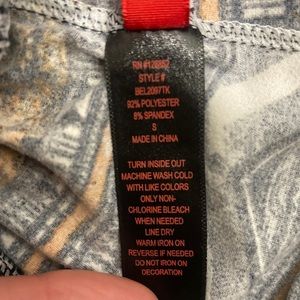 RN #128852
STYLE #
BEL2097TK
92% POLYESTER
8% SPANDEX
S
MADE IN CHINA
TURN INSIDE OUT
MACHINE WASH COLD
WITH LIKE COLORS
ONLY NON-
CHLORINE BLEACH
WHEN NEEDED
LINE DRY
WARM IRON ON
REVERSE IF NEEDED
DO NOT IRON ON
DECORATION